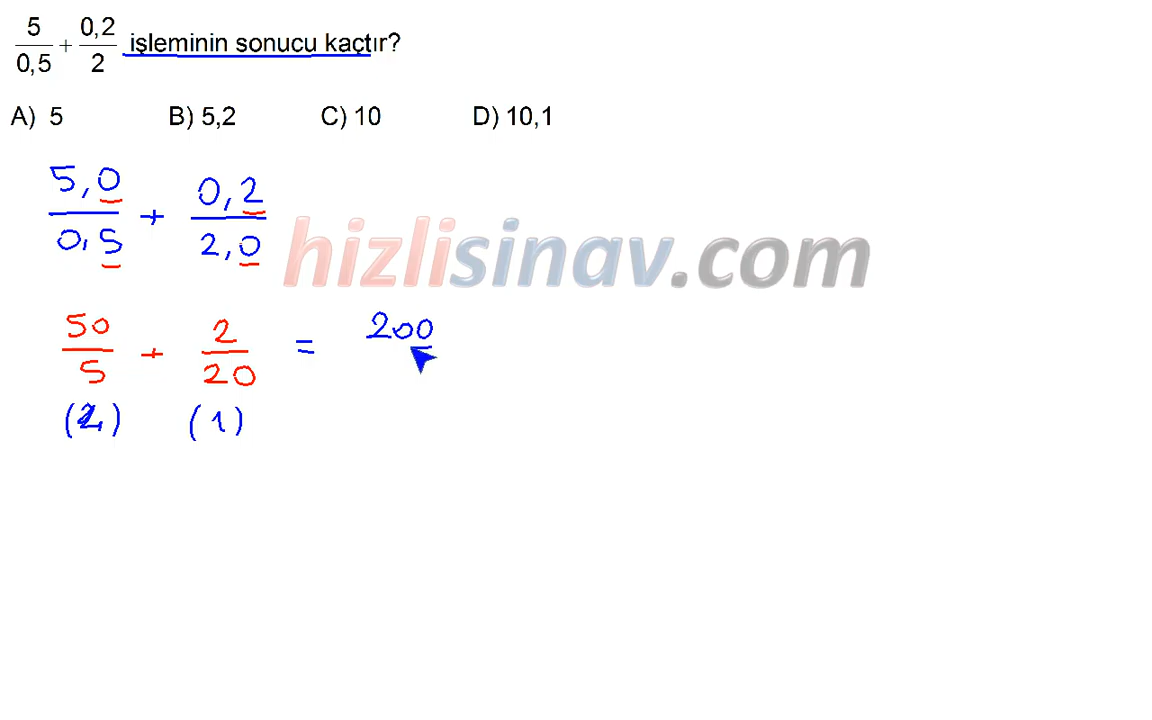 5/0,5 + 0,2/2 işleminin sonucu kaçtır?
A) 5 B) 5,2 C) 10 D) 10,1
5,0/0,5 + 0,2/2,0
hizlisinav.com
50/5 + 2/20 = 200
(4) (1)